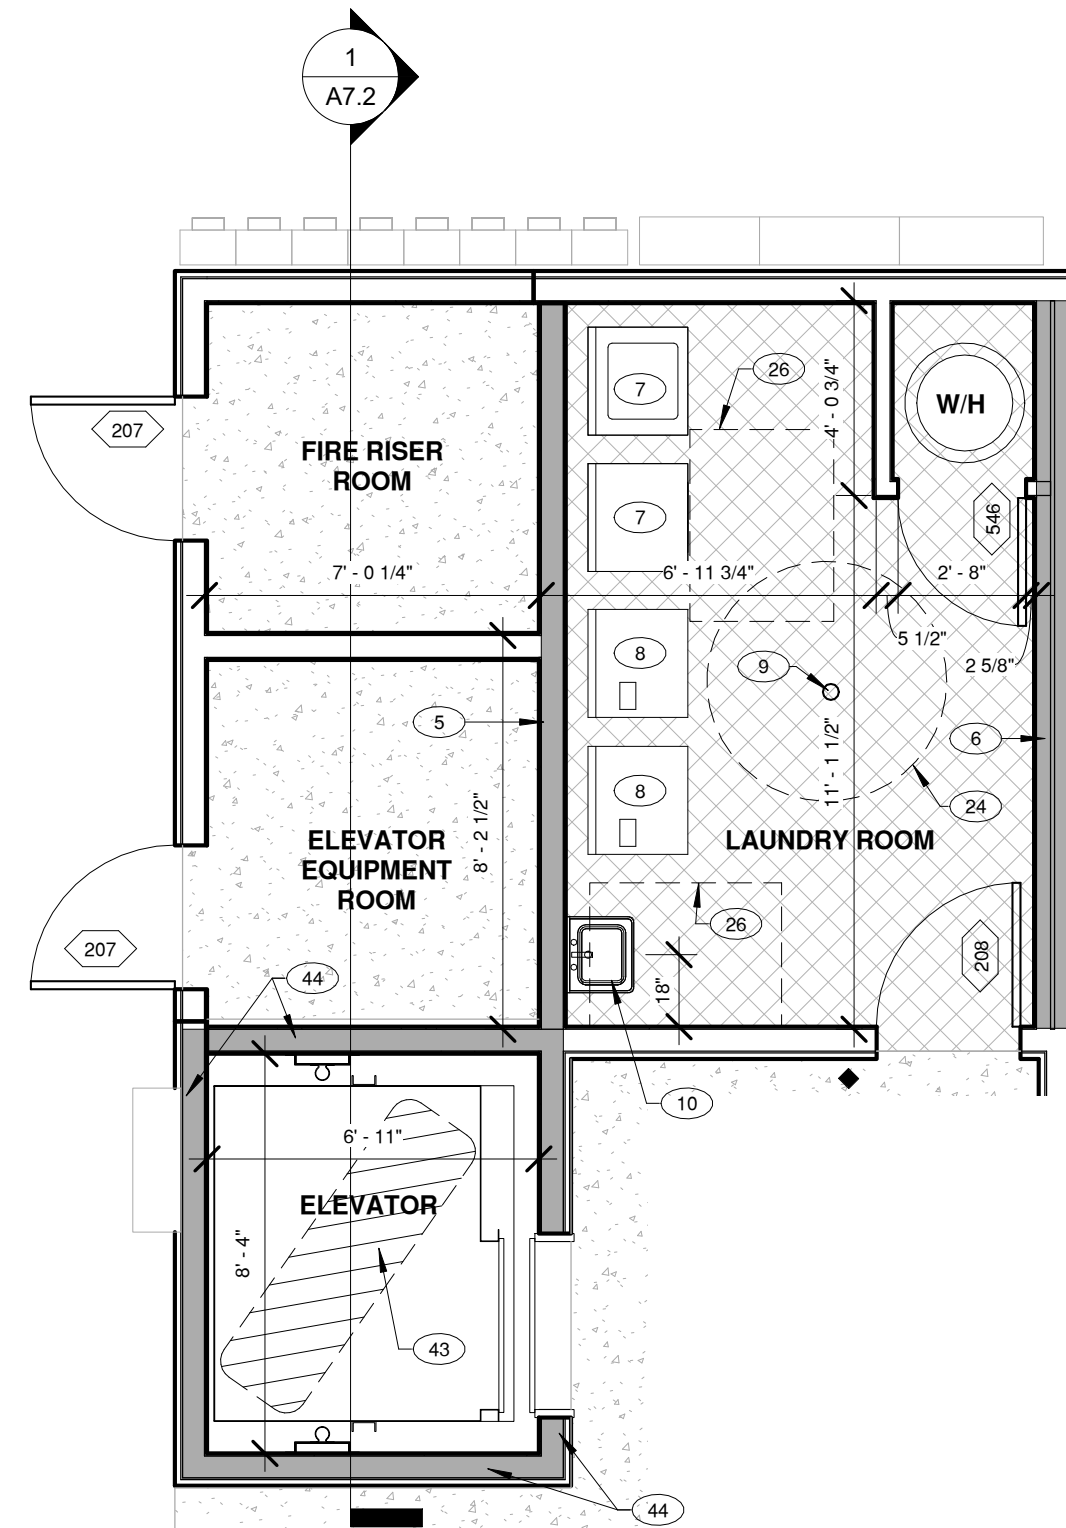 1
A7.2
26
4' - 0 3/4"
7
W/H
207
FIRE RISER
ROOM
7
546
7' - 0 1/4"
6' - 11 3/4"
2' - 8"
5 1/2"
8
9
2 5/8"
5
6
11' - 1 1/2"
8
24
8' - 2 1/2"
ELEVATOR
EQUIPMENT
ROOM
LAUNDRY ROOM
26
207
208
44
18"
10
6' - 11"
ELEVATOR
8' - 4"
43
44